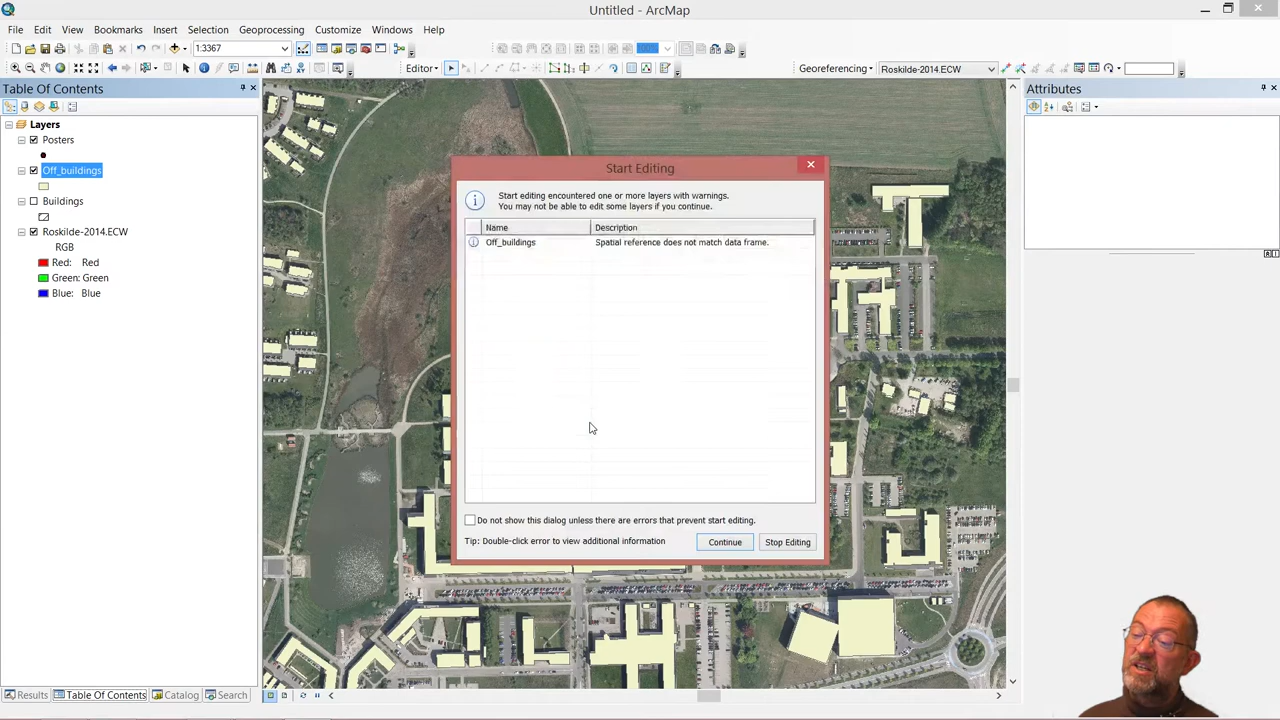 Untitled - ArcMap
File Edit View Bookmarks Insert Selection Geoprocessing Customize Windows Help
1:3367
100%
Editor
Georeferencing
Roskilde-2014.ECW
Table Of Contents
Layers
Posters
Off_buildings
Buildings
Roskilde-2014.ECW
RGB
Red: Red
Green: Green
Blue: Blue
Start Editing
Start editing encountered one or more layers with warnings.
You may not be able to edit some layers if you continue.
Name Description
Off_buildings Spatial reference does not match data frame.
Do not show this dialog unless there are errors that prevent start editing.
Tip: Double-click error to view additional information
Continue Stop Editing
Attributes
Results Table Of Contents Catalog Search